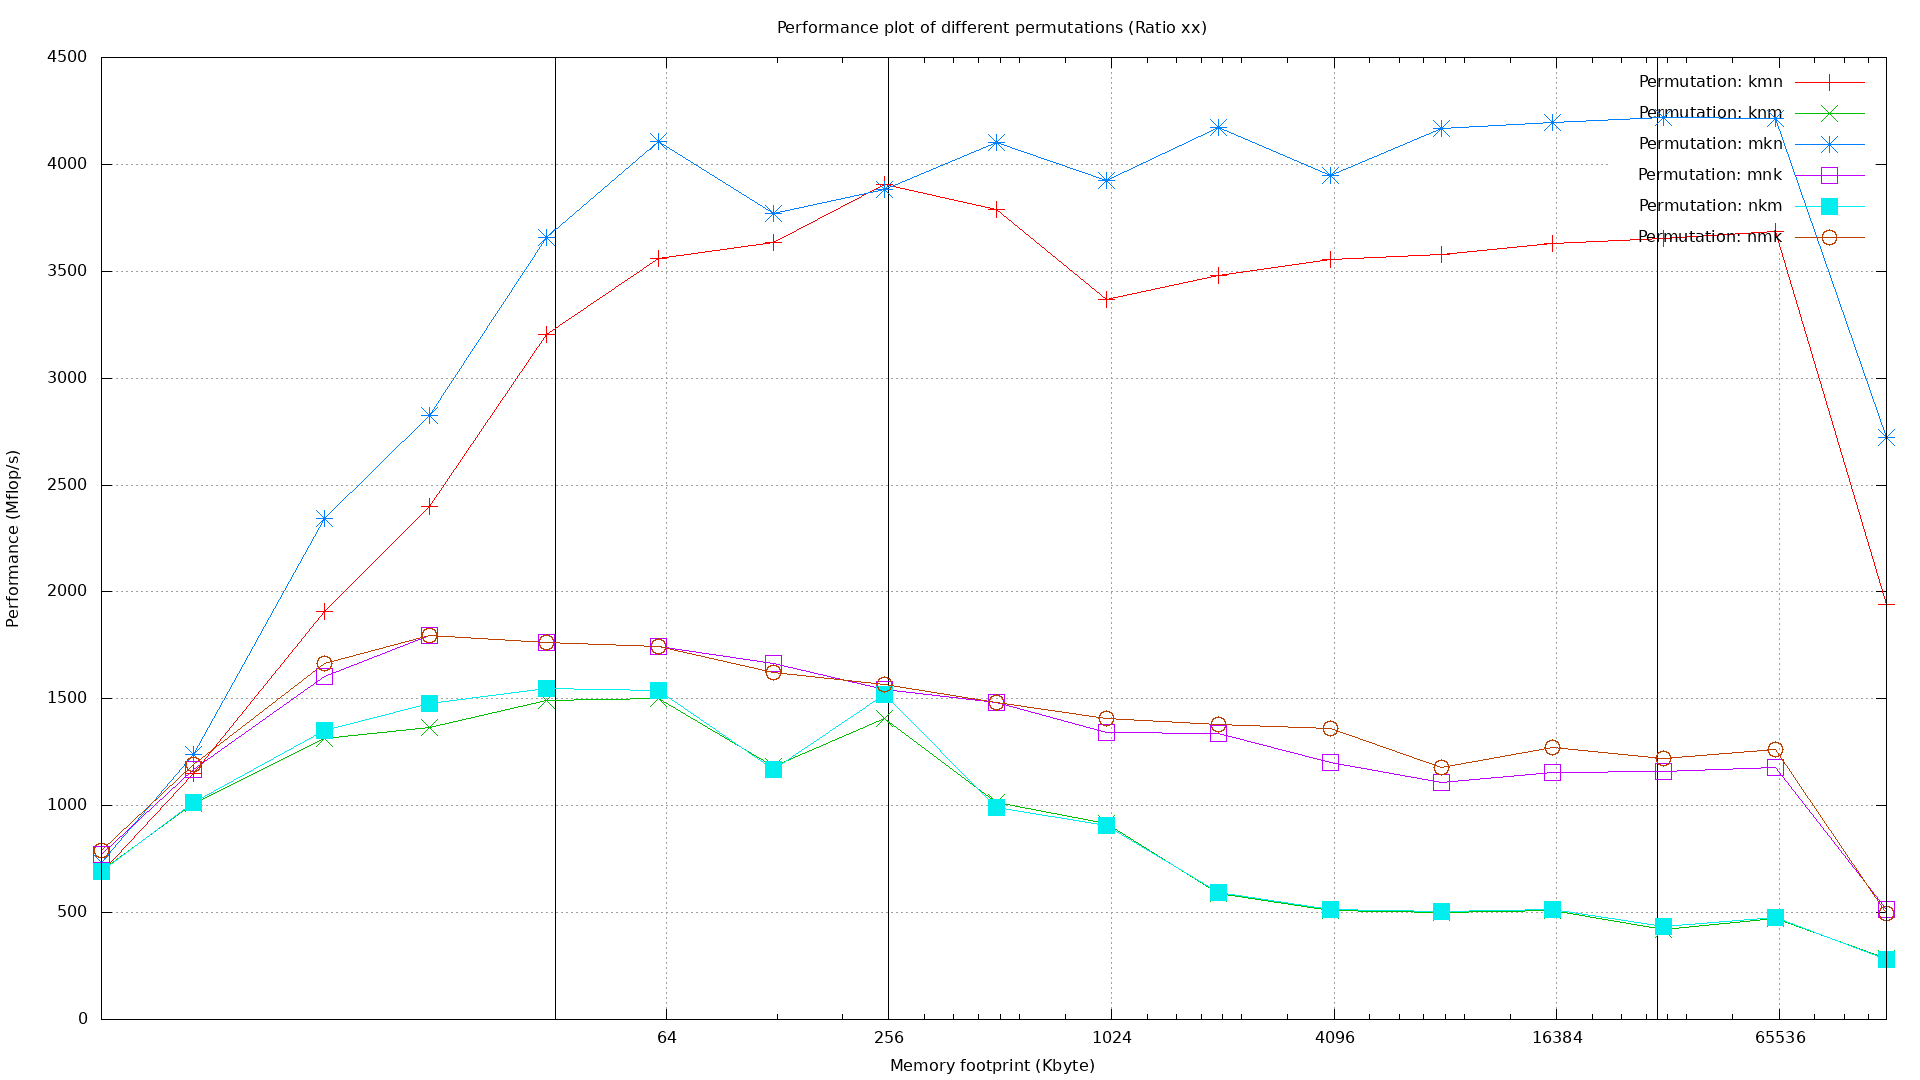 Performance plot of different permutations (Ratio xx)
4500
4000
3500
3000
2500
2000
1500
1000
500
0
Performance (Mflop/s)
Permutation: kmn
Permutation: knm
Permutation: mkn
Permutation: mnk
Permutation: nkm
Permutation: nmk
64
256
1024
4096
16384
65536
Memory footprint (Kbyte)